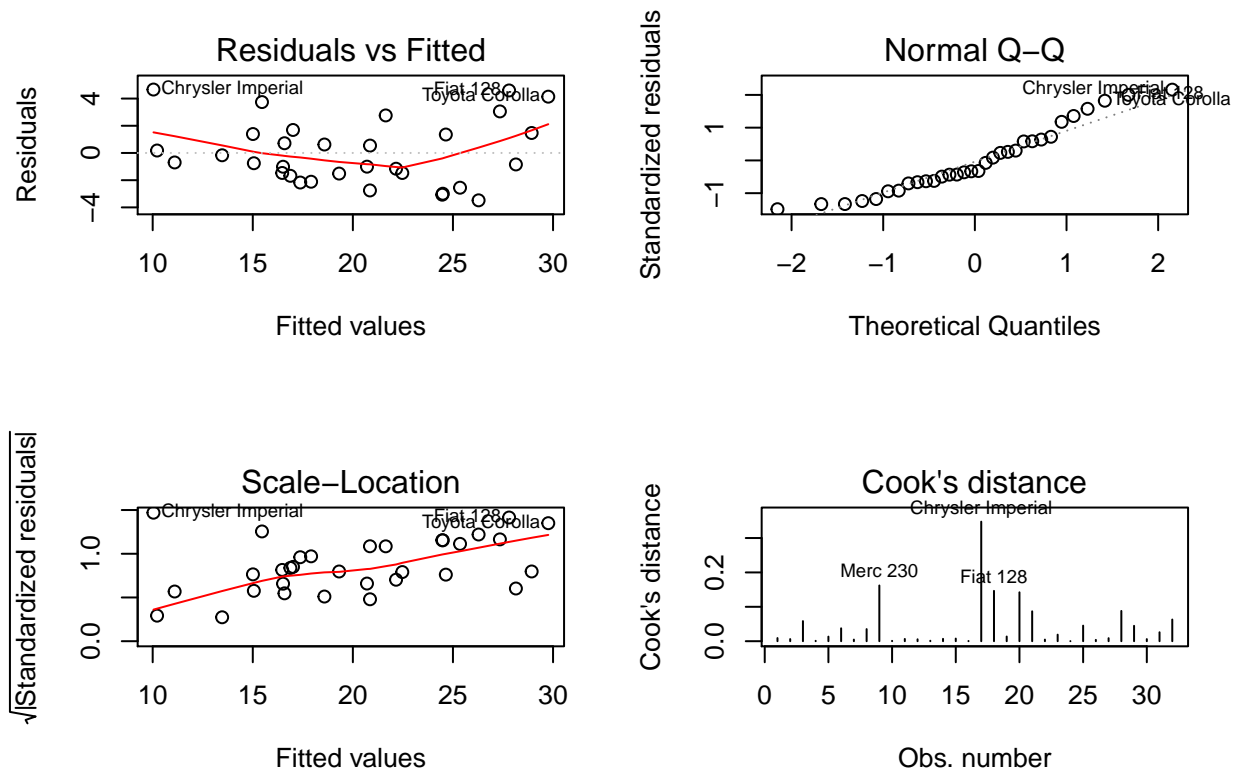 Residuals vs Fitted
Residuals
4
0
−4
Chrysler Imperial
Fiat 128
Toyota Corolla
10 15 20 25 30
Fitted values
Normal Q−Q
Standardized residuals
1
−1
Chrysler Imperial
Fiat 128
Toyota Corolla
−2 −1 0 1 2
Theoretical Quantiles
Scale−Location
√|Standardized residuals|
1.0
0.0
Chrysler Imperial
Fiat 128
Toyota Corolla
10 15 20 25 30
Fitted values
Cook's distance
Cook's distance
0.2
0.0
Chrysler Imperial
Merc 230
Fiat 128
0 5 10 15 20 25 30
Obs. number